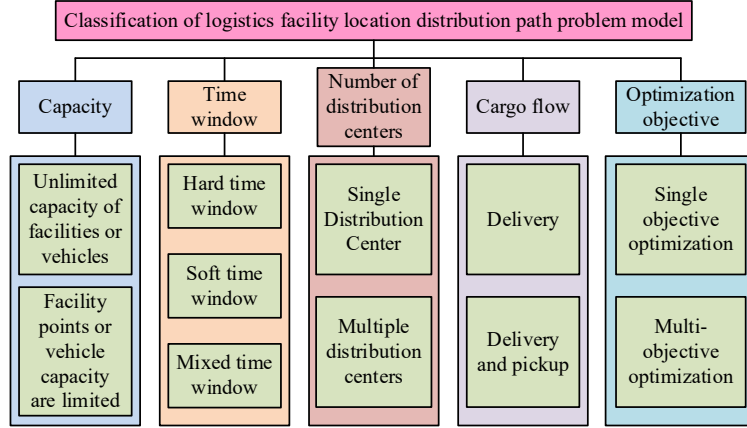 Classification of logistics facility location distribution path problem model
Capacity
Time
window
Number of
distribution
centers
Cargo flow
Optimization
objective
Unlimited
capacity of
facilities or
vehicles
Facility
points or
vehicle
capacity
are limited
Hard time
window
Soft time
window
Mixed time
window
Single
Distribution
Center
Multiple
distribution
centers
Delivery
Delivery
and pickup
Single
objective
optimization
Multi-
objective
optimization